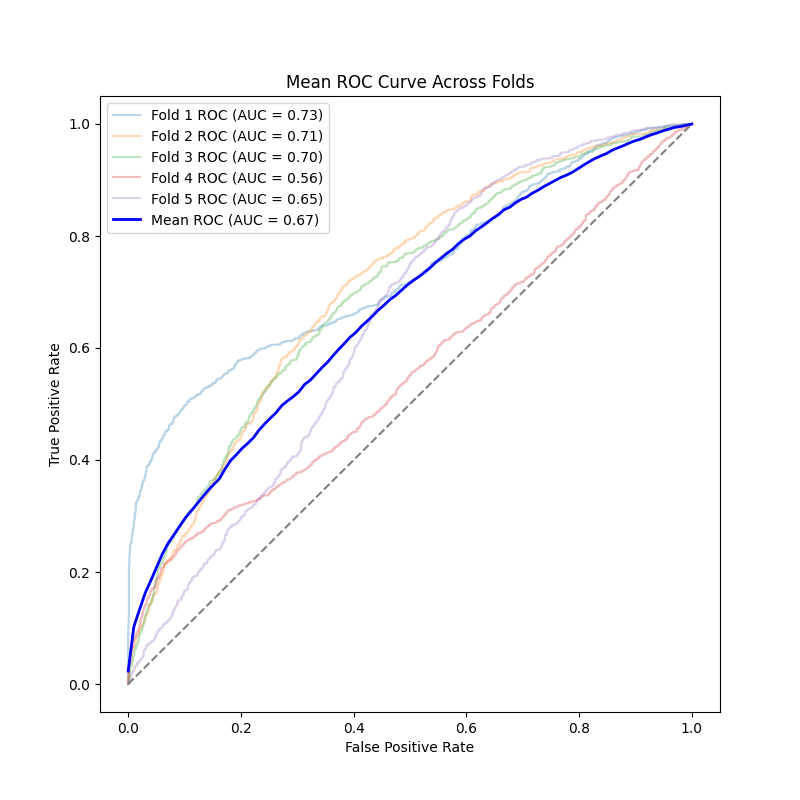 Mean ROC Curve Across Folds
Fold 1 ROC (AUC = 0.73)
Fold 2 ROC (AUC = 0.71)
Fold 3 ROC (AUC = 0.70)
Fold 4 ROC (AUC = 0.56)
Fold 5 ROC (AUC = 0.65)
Mean ROC (AUC = 0.67)
1.0
0.8
0.6
0.4
0.2
0.0
True Positive Rate
0.0 0.2 0.4 0.6 0.8 1.0
False Positive Rate